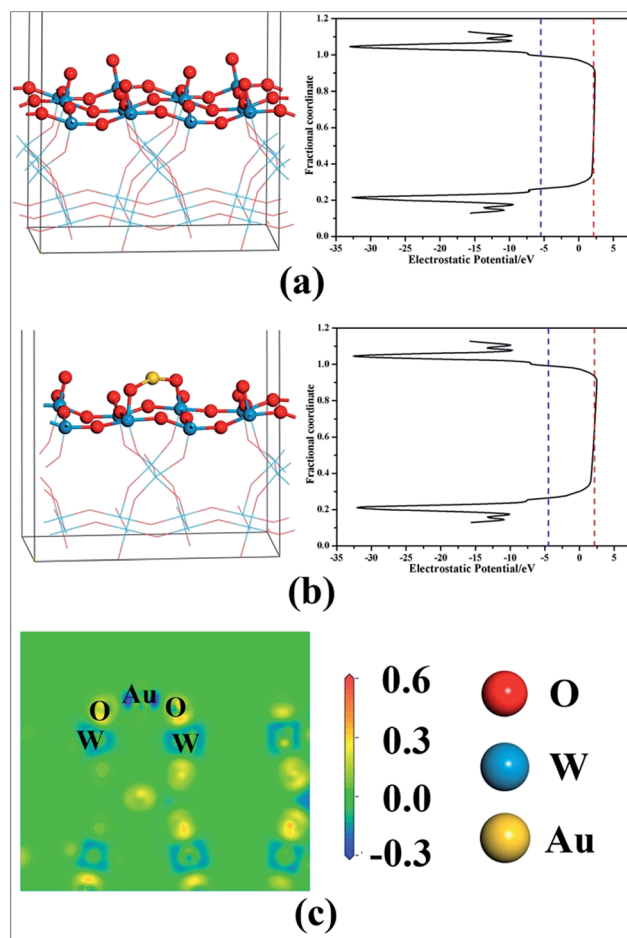 1.2
1.0
0.8
0.6
0.4
0.2
0.0
Fractional coordinate
-35 -30 -25 -20 -15 -10 -5 0 5
Electrostatic Potential/eV
(a)
1.2
1.0
0.8
0.6
0.4
0.2
0.0
Fractional coordinate
-35 -30 -25 -20 -15 -10 -5 0 5
Electrostatic Potential/eV
(b)
Au
O O
W W
0.6
0.3
0.0
-0.3
O
W
Au
(c)